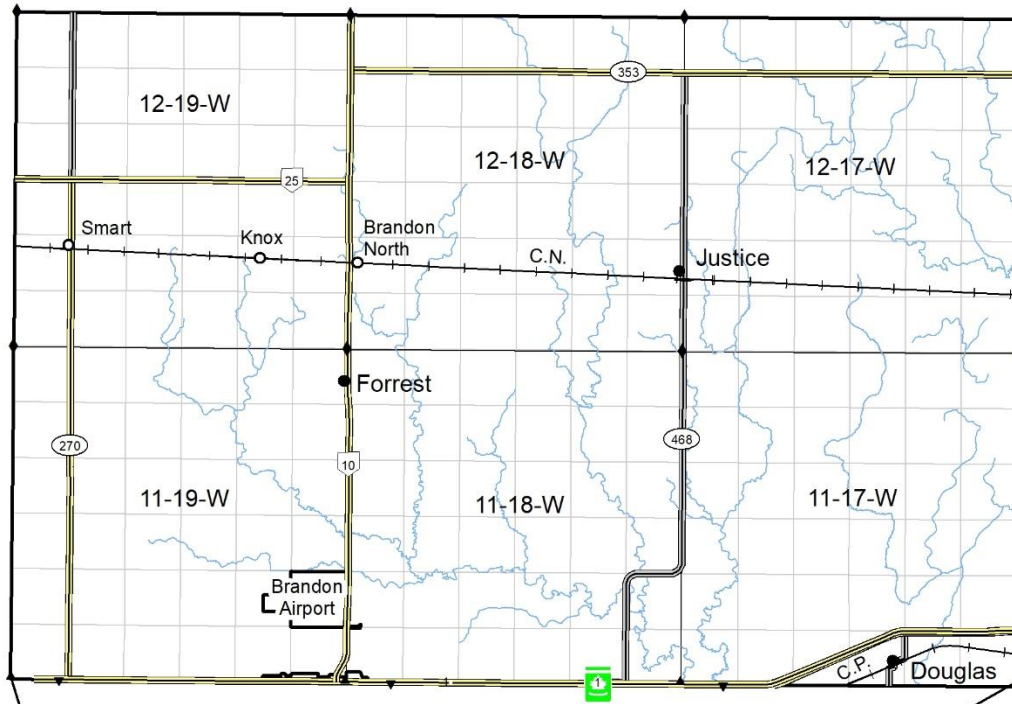 353
12-19-W
12-18-W
12-17-W
25
Smart
Knox
Brandon
North
C.N.
Justice
Forrest
270
10
468
11-19-W
11-18-W
11-17-W
Brandon
Airport
1
C.P.
Douglas